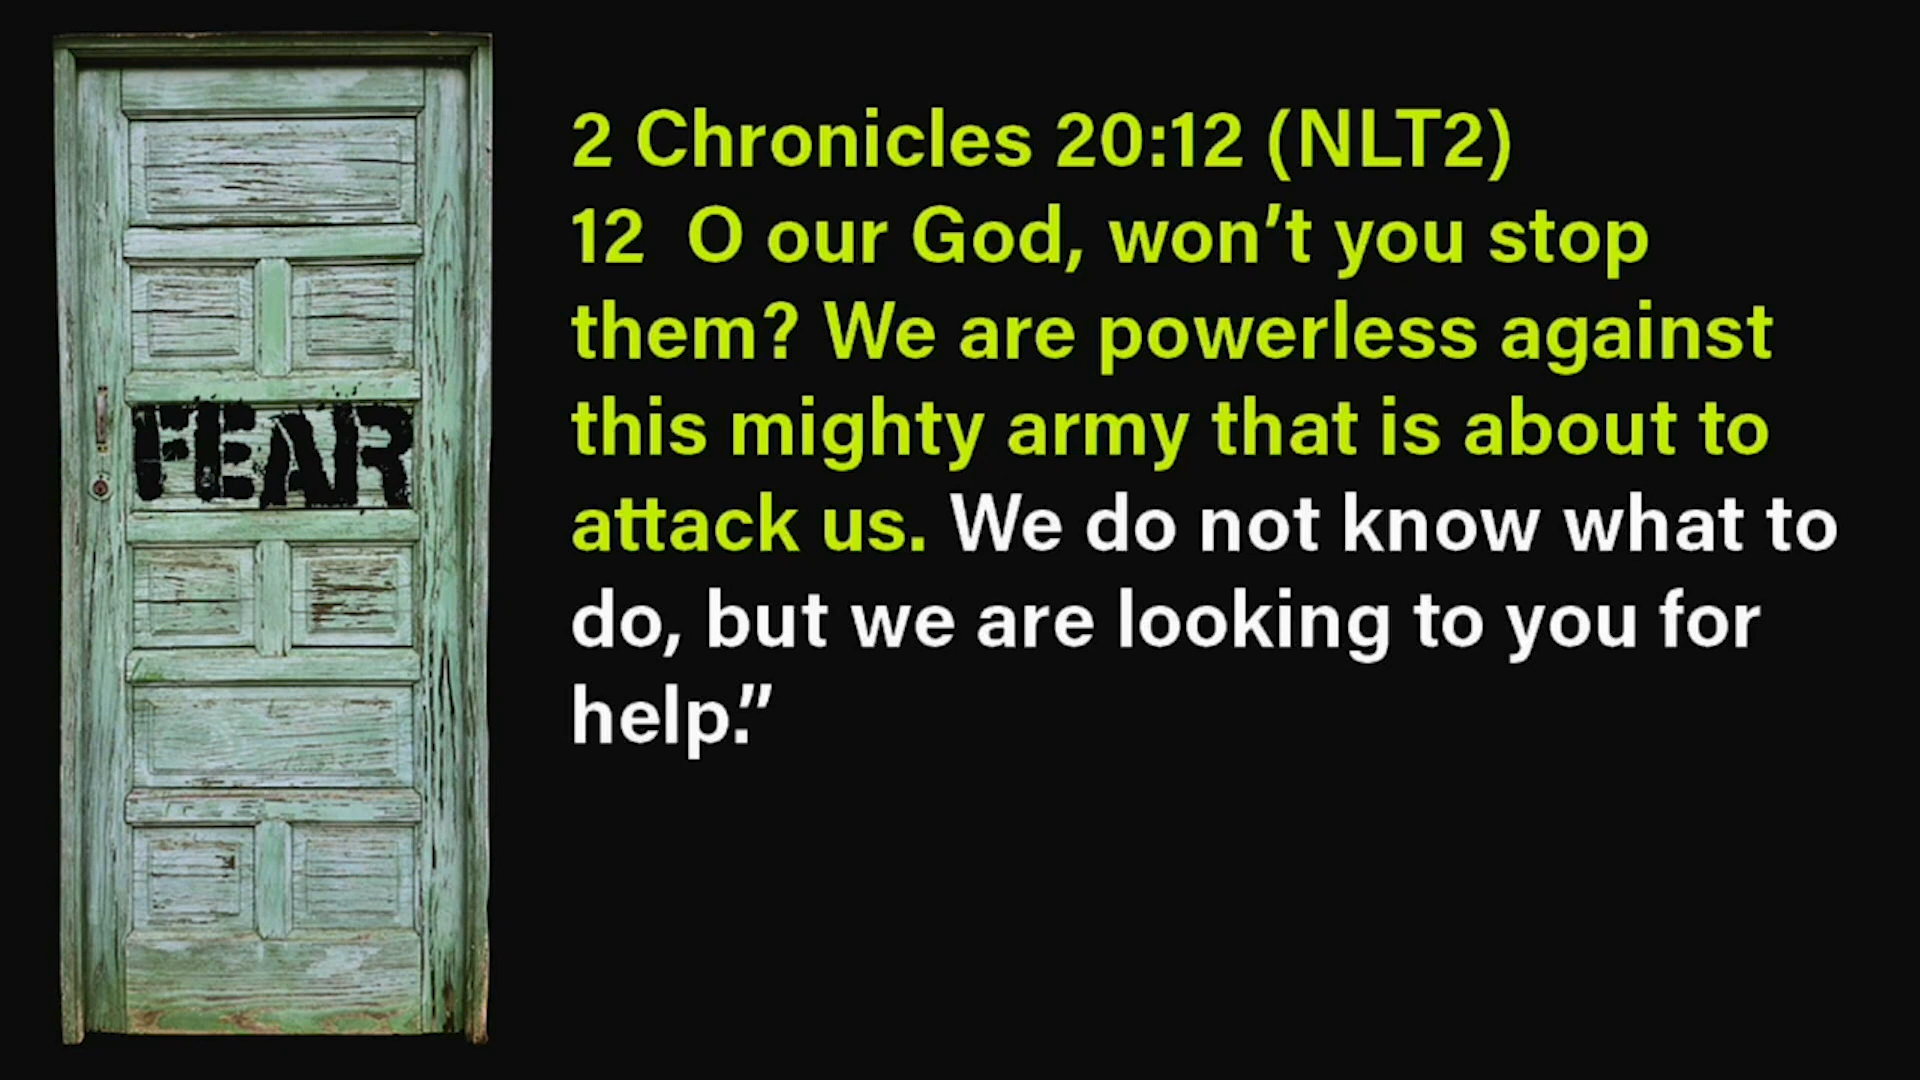 FEAR
2 Chronicles 20:12 (NLT2)
12  O our God, won’t you stop
them? We are powerless against
this mighty army that is about to
attack us. We do not know what to
do, but we are looking to you for
help.”